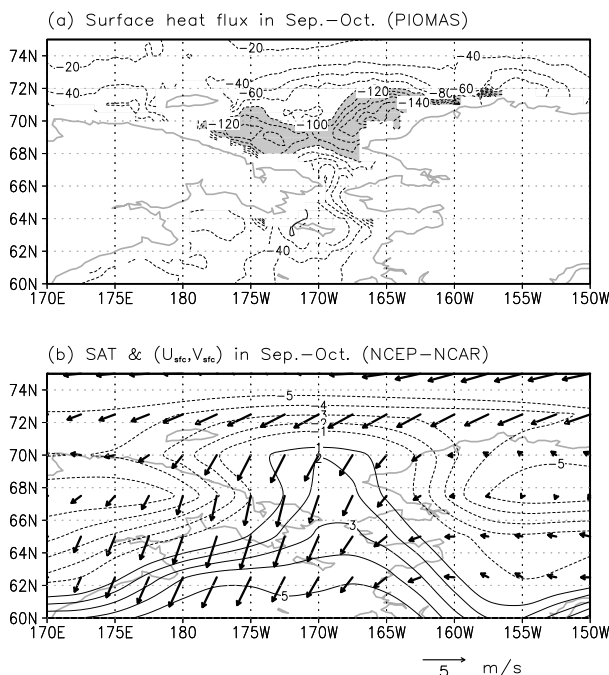 (a) Surface heat flux in Sep.-Oct. (PIOMAS)
74N
72N
70N
68N
66N
64N
62N
60N
-20
-20
-40
-40
-40
-60
-120
-80
-60
-140
-120
-100
-40
170E 175E 180 175W 170W 165W 160W 155W 150W
(b) SAT & (Usfc,Vsfc) in Sep.-Oct. (NCEP-NCAR)
74N
72N
70N
68N
66N
64N
62N
60N
-5
-4
-3
-2
-1
1
-5
3
5
170E 175E 180 175W 170W 165W 160W 155W 150W
5 m/s